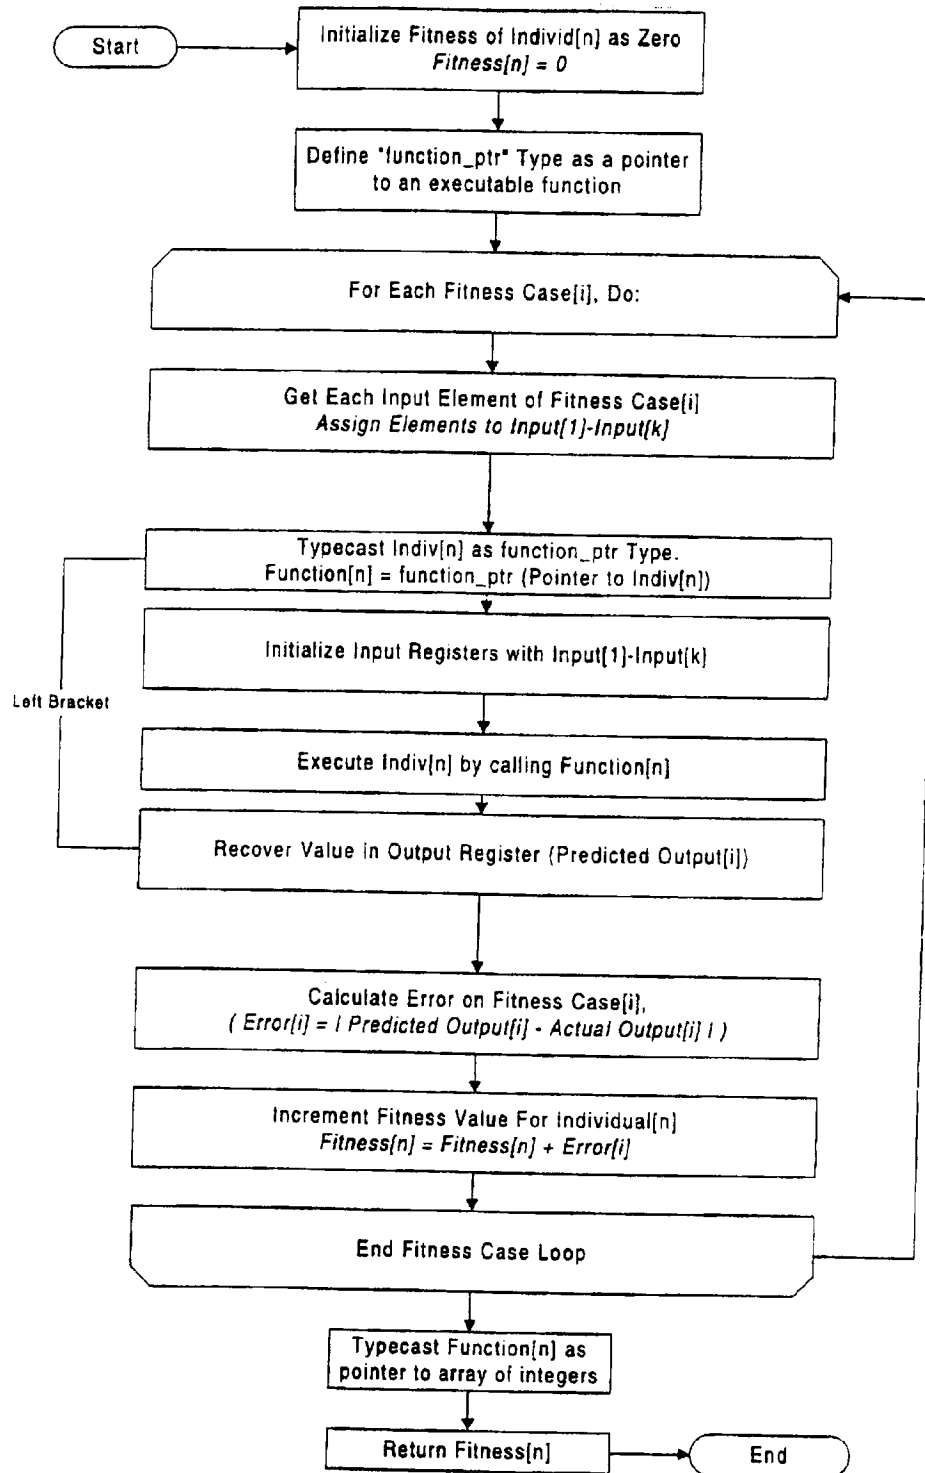 Start
Initialize Fitness of Individ[n] as Zero
Fitness[n] = 0
Define "function_ptr" Type as a pointer
to an executable function
For Each Fitness Case[i], Do:
Get Each Input Element of Fitness Case[i]
Assign Elements to Input[1]-Input[k]
Typecast Indiv[n] as function_ptr Type.
Function[n] = function_ptr (Pointer to Indiv[n])
Initialize Input Registers with Input[1]-Input[k]
Left Bracket
Execute Indiv[n] by calling Function[n]
Recover Value in Output Register (Predicted Output[i])
Calculate Error on Fitness Case[i],
( Error[i] = | Predicted Output[i] - Actual Output[i] | )
Increment Fitness Value For Individual[n]
Fitness[n] = Fitness[n] + Error[i]
End Fitness Case Loop
Typecast Function[n] as
pointer to array of integers
Return Fitness[n]
End